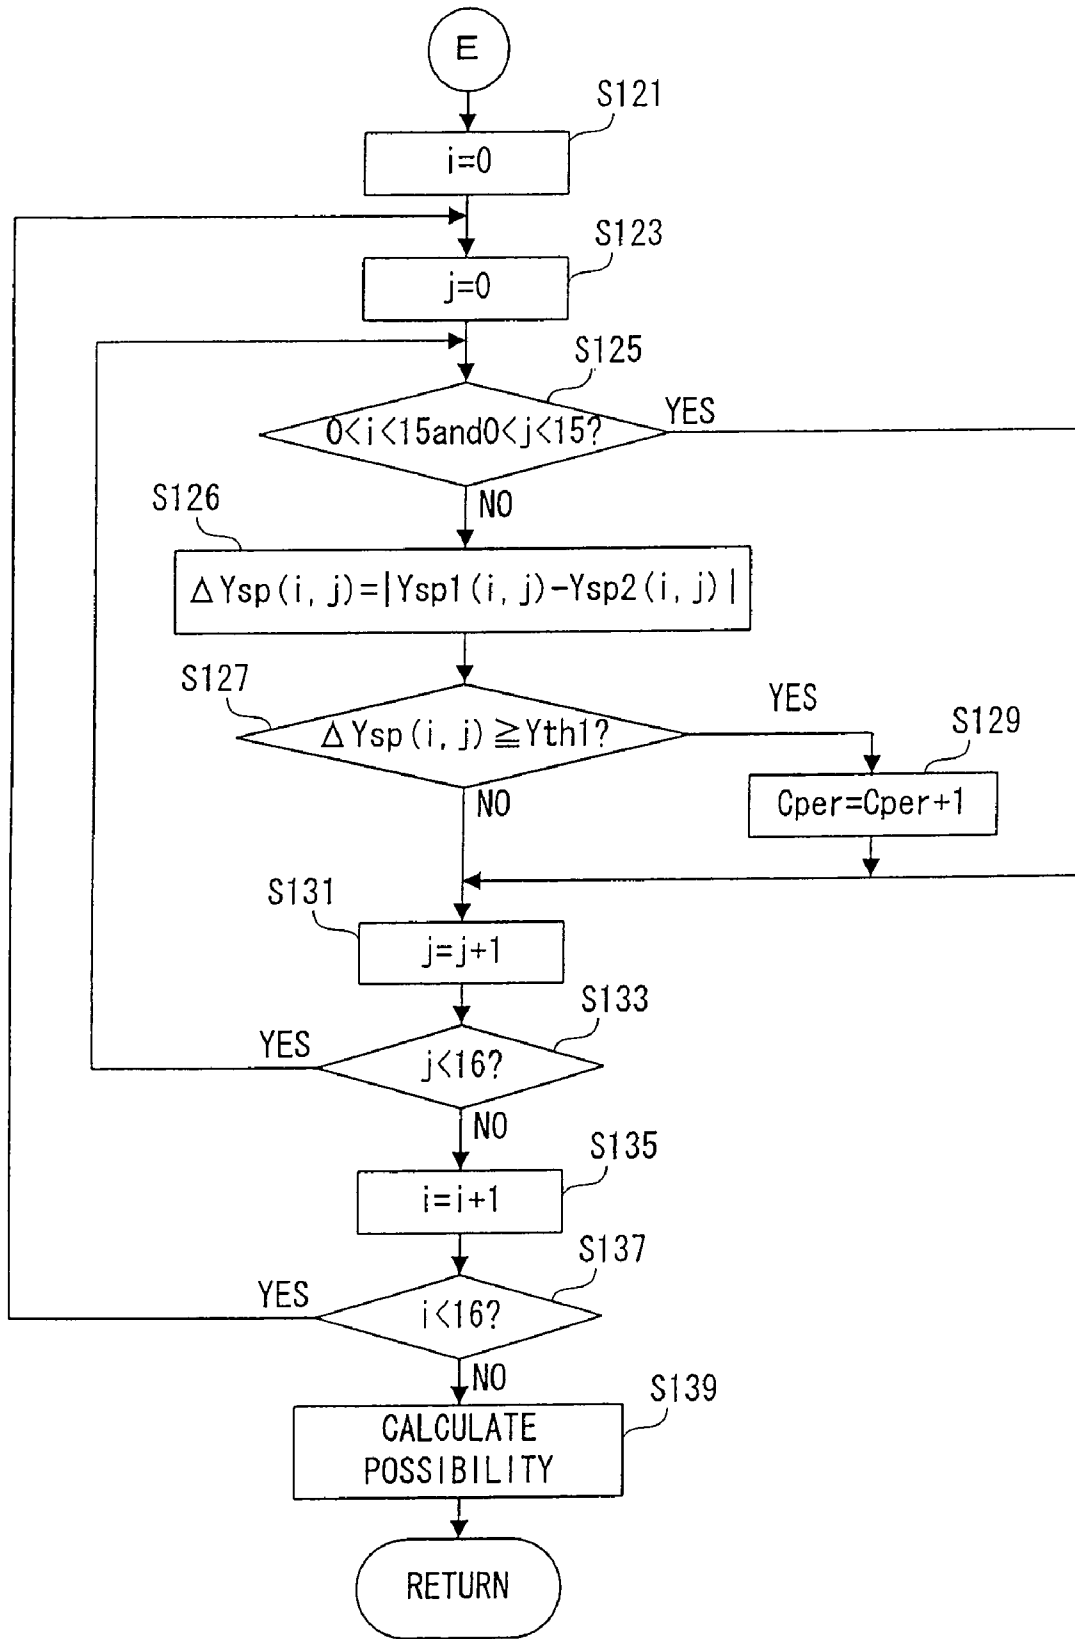 E
S121
i=0
S123
j=0
S125
0<i<15and0<j<15?
YES
NO
S126
ΔYsp(i, j)=|Ysp1(i, j)-Ysp2(i, j)|
S127
ΔYsp(i, j)≧Yth1?
YES
S129
Cper=Cper+1
NO
S131
j=j+1
S133
YES
j<16?
NO
S135
i=i+1
S137
YES
i<16?
NO
S139
CALCULATE
POSSIBILITY
RETURN